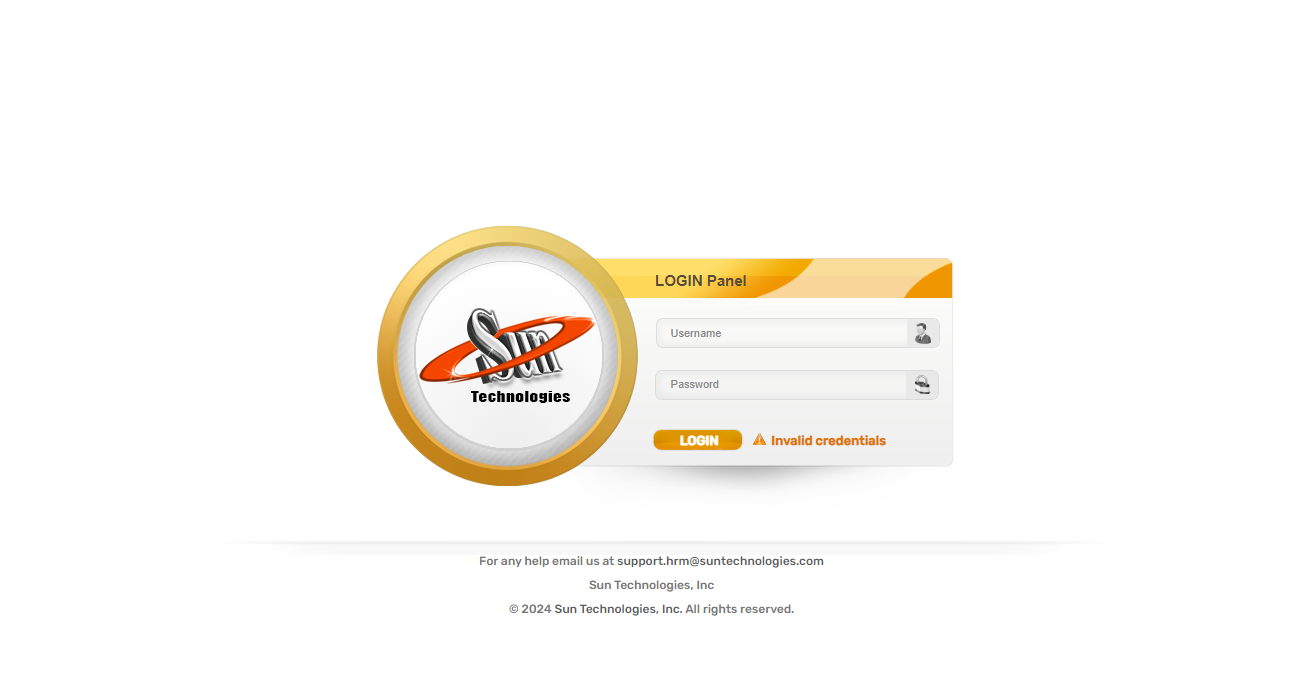 Sun
Technologies
LOGIN Panel
Username
Password
LOGIN Invalid credentials
For any help email us at support.hrm@suntechnologies.com
Sun Technologies, Inc
© 2024 Sun Technologies, Inc. All rights reserved.